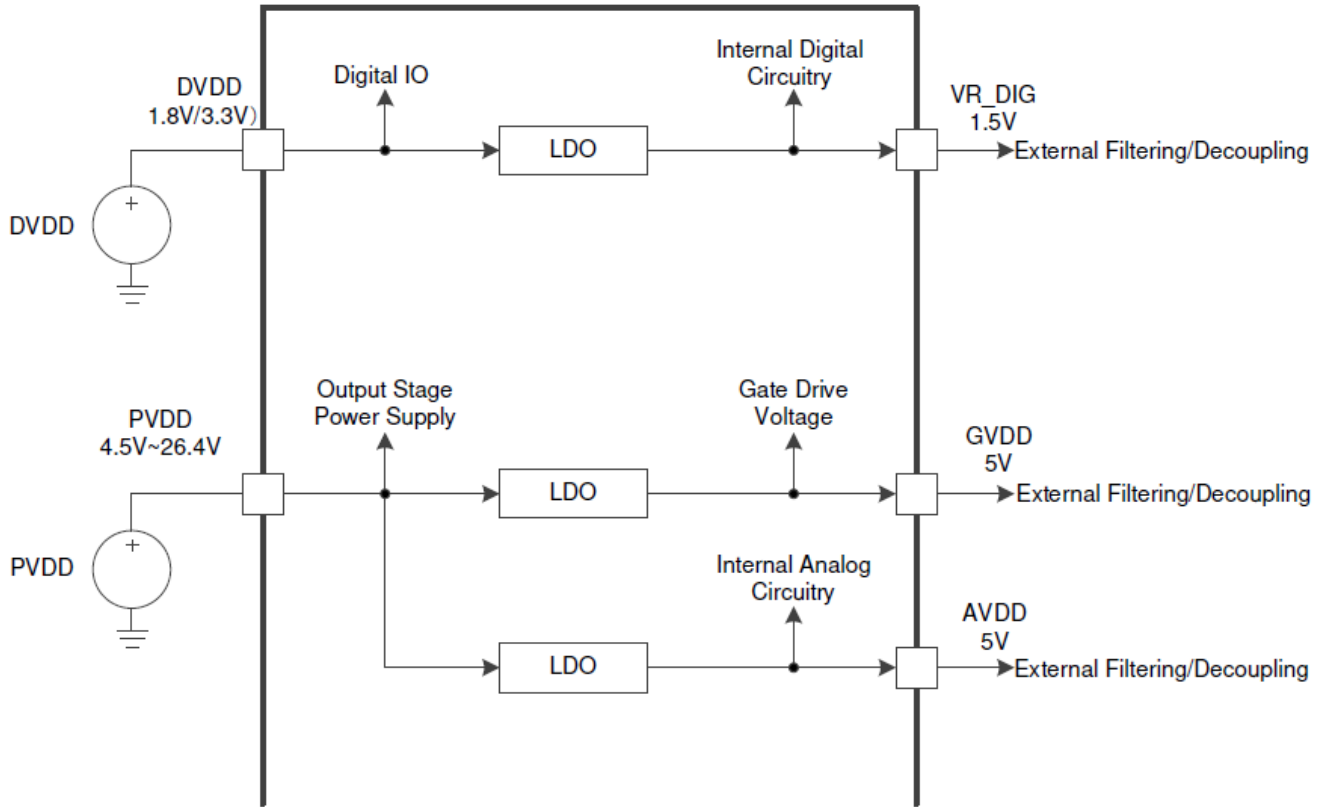 Digital IO
Internal Digital
Circuitry
DVDD
1.8V/3.3V)
VR_DIG
1.5V
LDO
External Filtering/Decoupling
+
DVDD
Output Stage
Power Supply
Gate Drive
Voltage
PVDD
4.5V~26.4V
GVDD
5V
LDO
External Filtering/Decoupling
+
PVDD
Internal Analog
Circuitry
AVDD
5V
LDO
External Filtering/Decoupling